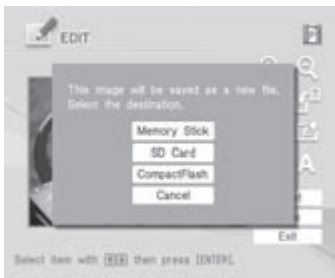 EDIT
This image will be saved as a new file.
Select the destination.
Memory Stick
SD Card
CompactFlash
Cancel
A
Exit
Select item with then press [ENTER].